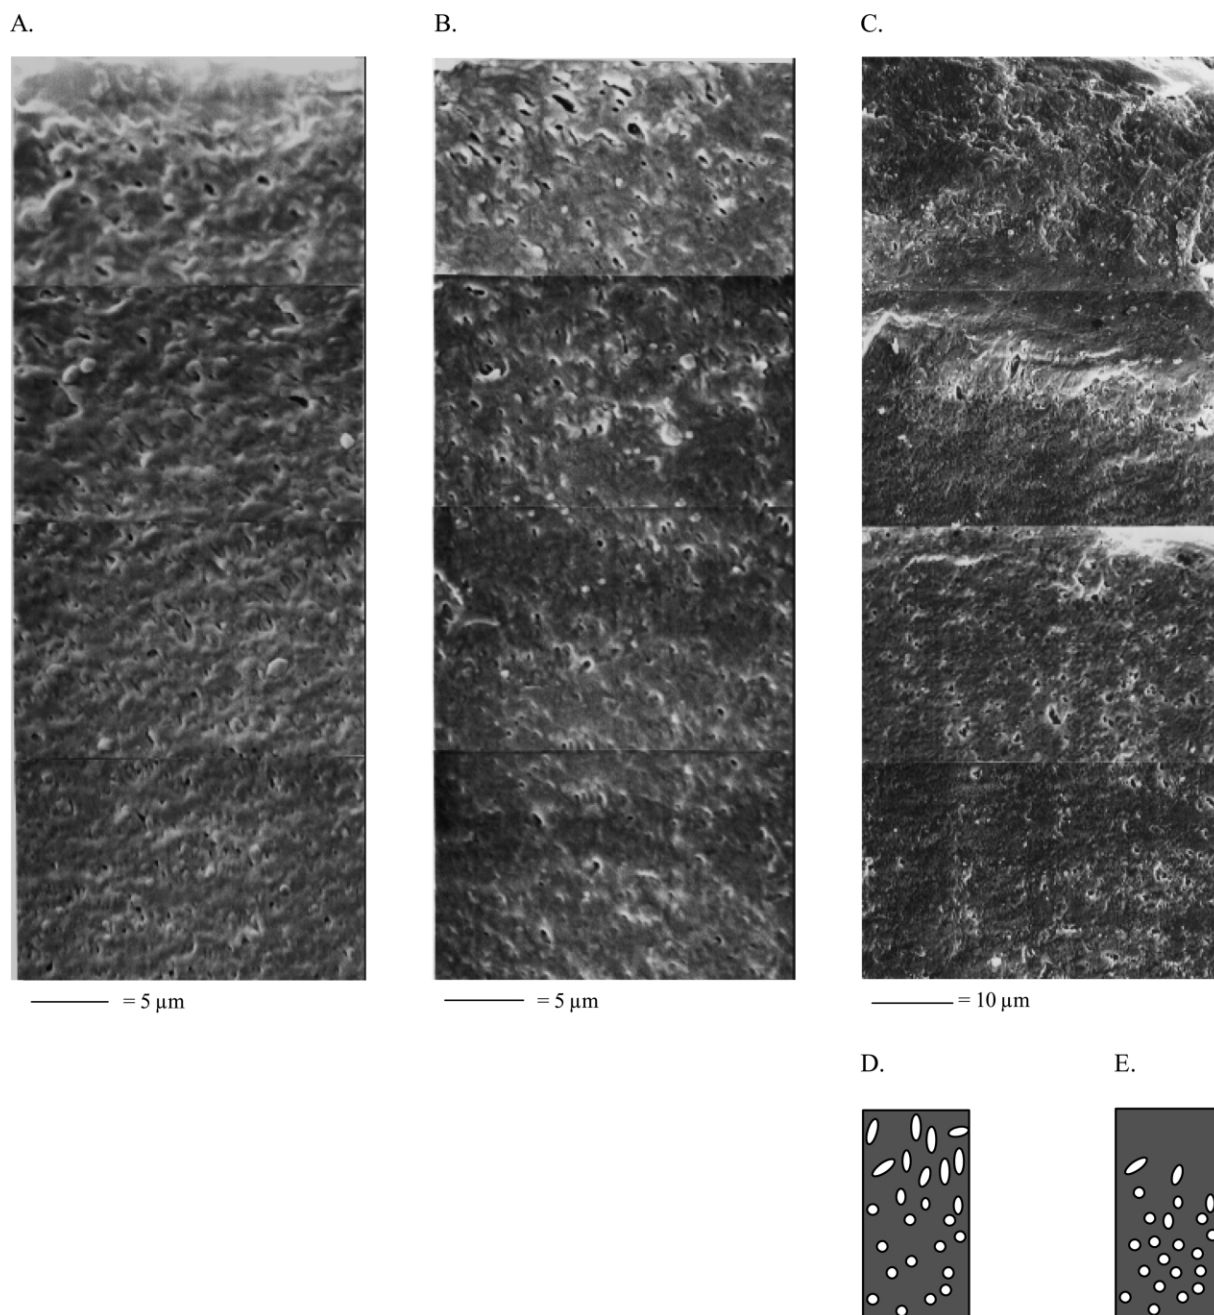 A.
B.
C.
= 5 µm
= 5 µm
= 10 µm
D.
E.